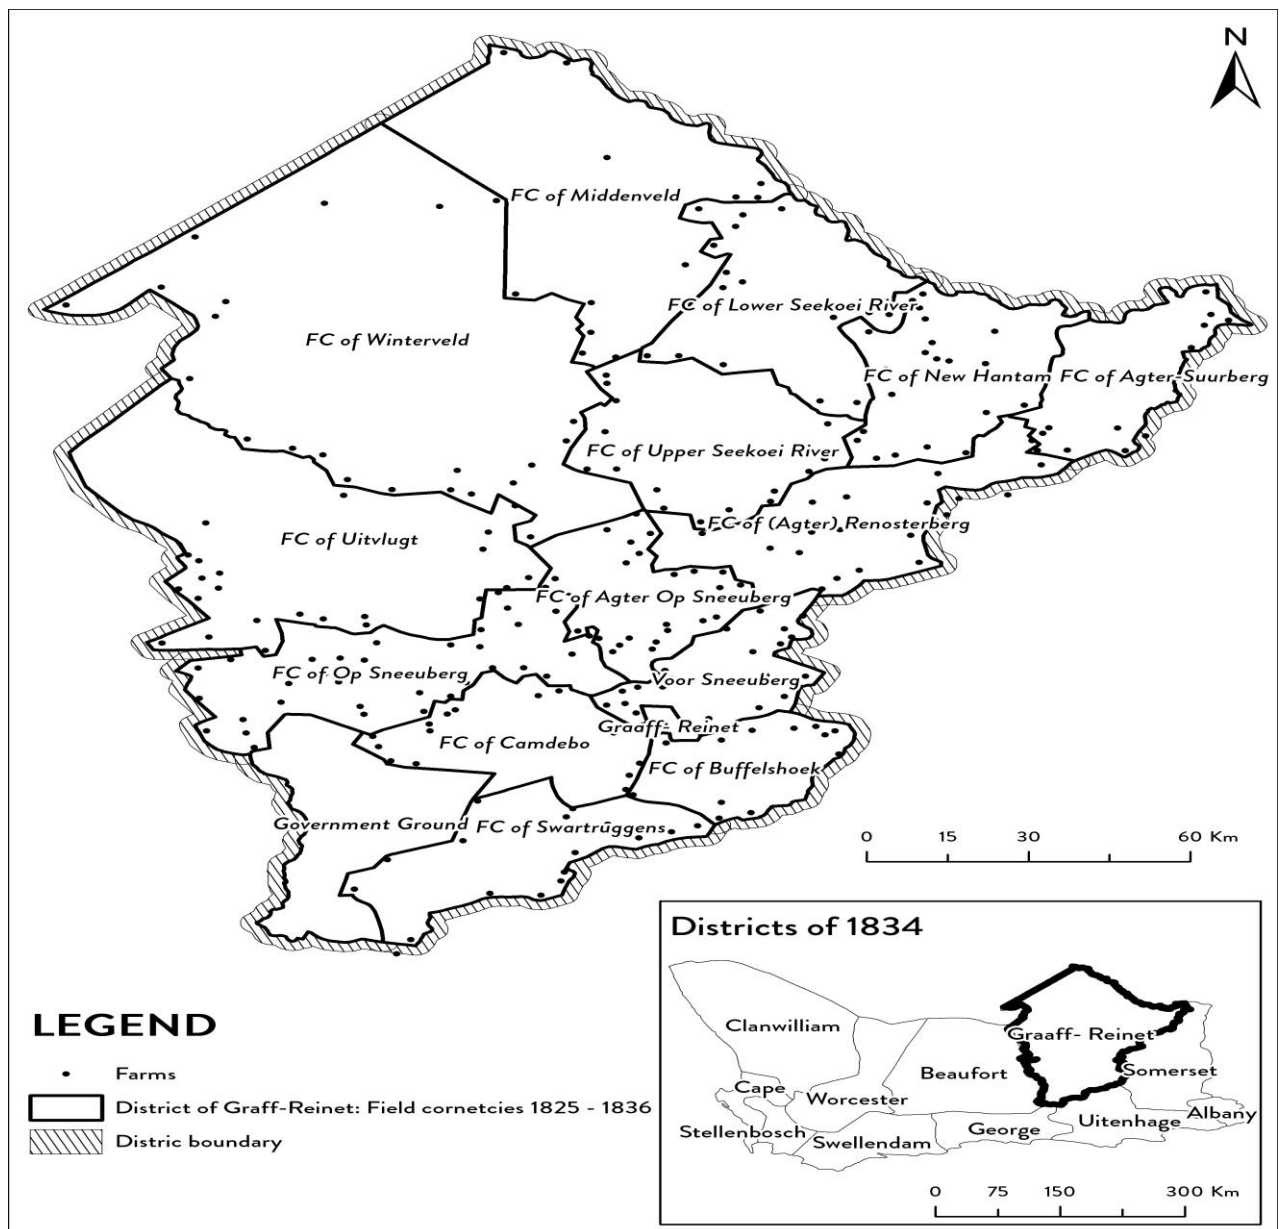 N
FC of Middenveld
FC of Lower Seekoei River
FC of Winterveld
FC of New Hantam
FC of Agter-Suurberg
FC of Upper Seekoei River
FC of (Agter) Renosterberg
FC of Uitvlugt
FC of Agter Op Sneeuberg
FC of Op Sneeuberg
Voor Sneeuberg
Graaff- Reinet
FC of Camdebo
FC of Buffelshoek
Government Ground
FC of Swartruggens
0 15 30 60 Km
Districts of 1834
Clanwilliam
Graaff- Reinet
Beaufort
Somerset
Cape
Worcester
Albany
Uitenhage
Stellenbosch
George
Swellendam
0 75 150 300 Km
LEGEND
Farms
District of Graff-Reinet: Field cornetcies 1825 - 1836
Distric boundary